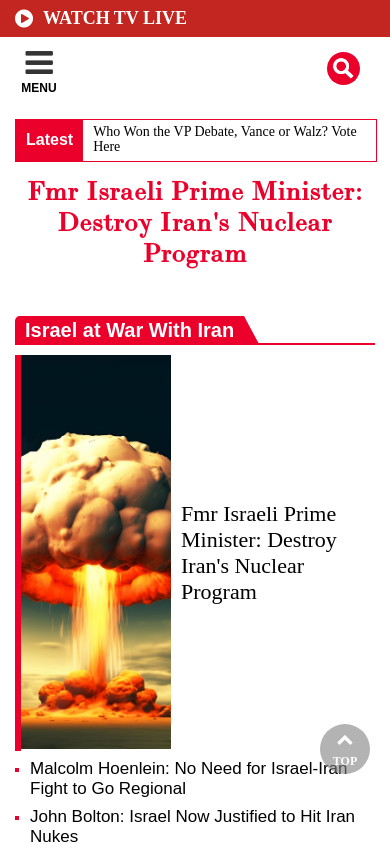 WATCH TV LIVE
MENU
Latest
Who Won the VP Debate, Vance or Walz? Vote
Here
Fmr Israeli Prime Minister:
Destroy Iran's Nuclear
Program
Israel at War With Iran
Fmr Israeli Prime
Minister: Destroy
Iran's Nuclear
Program
TOP
Malcolm Hoenlein: No Need for Israel-Iran
Fight to Go Regional
John Bolton: Israel Now Justified to Hit Iran
Nukes